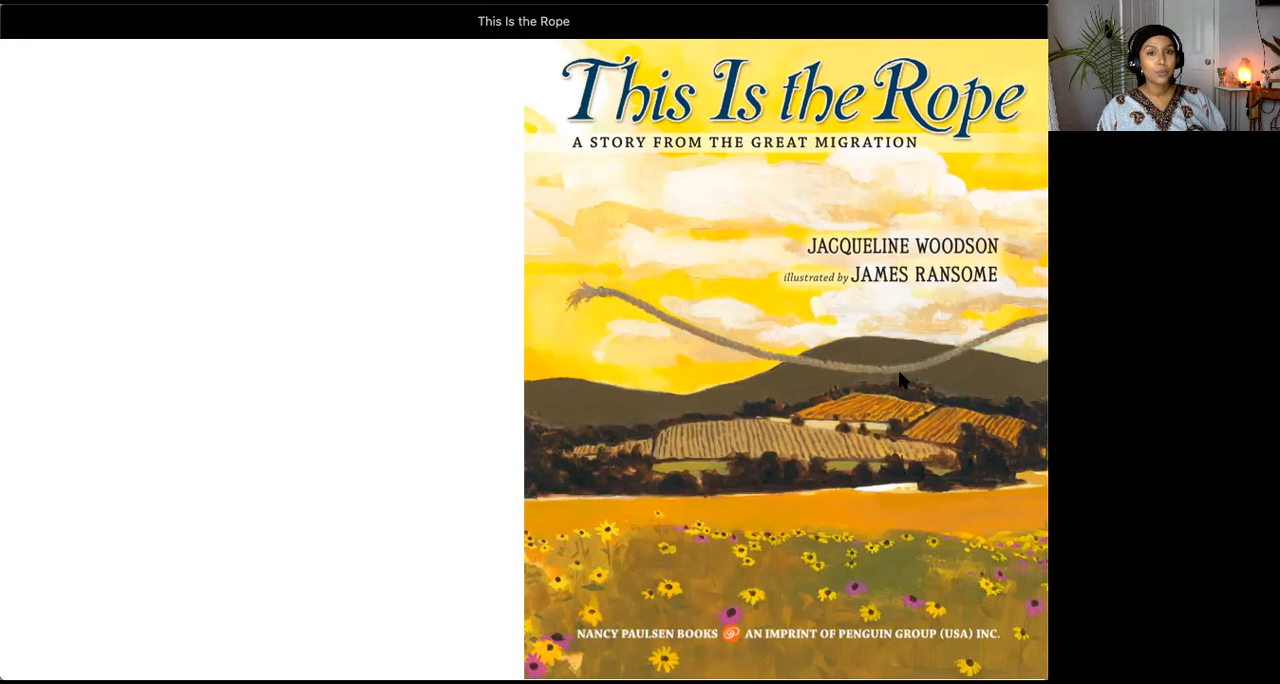 This Is the Rope
This Is the Rope
A STORY FROM THE GREAT MIGRATION
JACQUELINE WOODSON
illustrated by JAMES RANSOME
NANCY PAULSEN BOOKS AN IMPRINT OF PENGUIN GROUP (USA) INC.